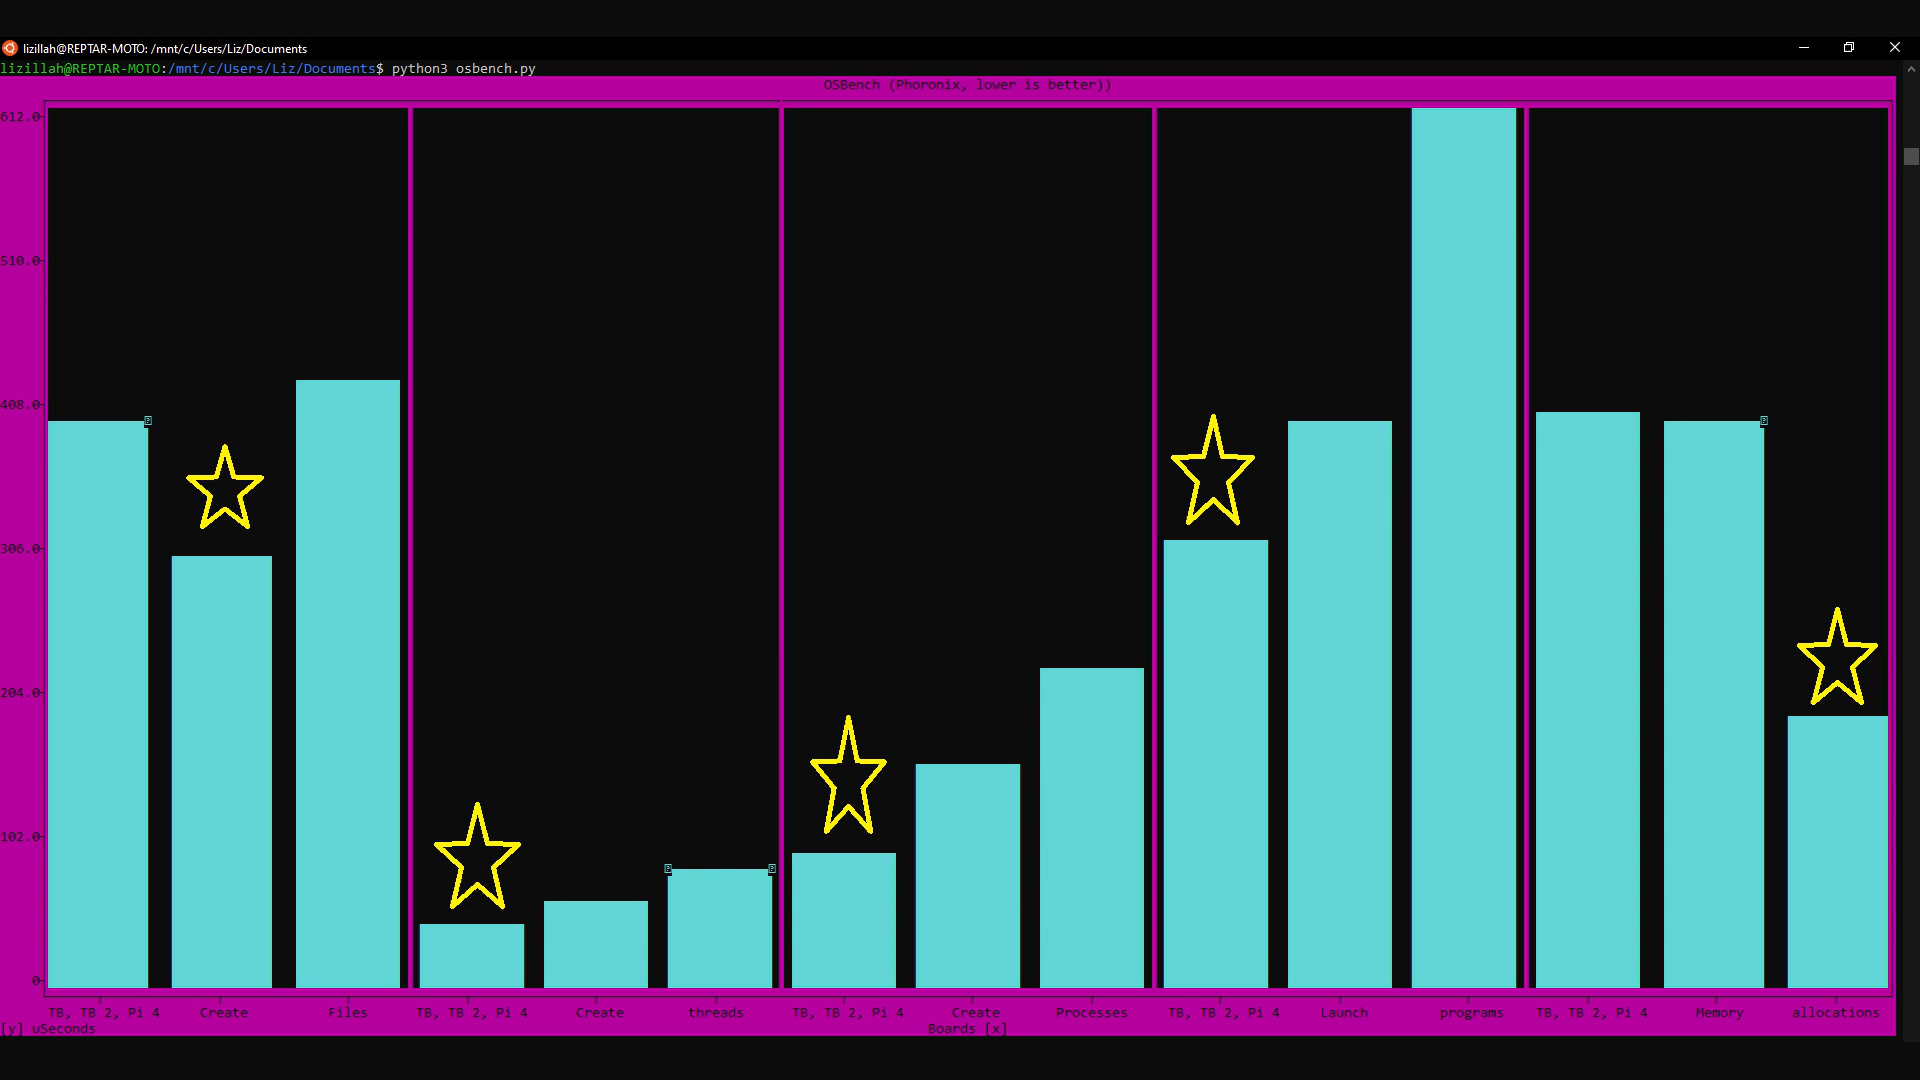 lizillah@REPTAR-MOTO: /mnt/c/Users/Liz/Documents
lizillah@REPTAR-MOTO:/mnt/c/Users/Liz/Documents$ python3 osbench.py
OSBench (Phoronix, lower is better))
612.0
510.0
408.0
306.0
204.0
102.0
0
TB, TB 2, Pi 4 Create Files TB, TB 2, Pi 4 Create threads TB, TB 2, Pi 4 Create Processes TB, TB 2, Pi 4 Launch programs TB, TB 2, Pi 4 Memory allocations
[y] uSeconds Boards [x]